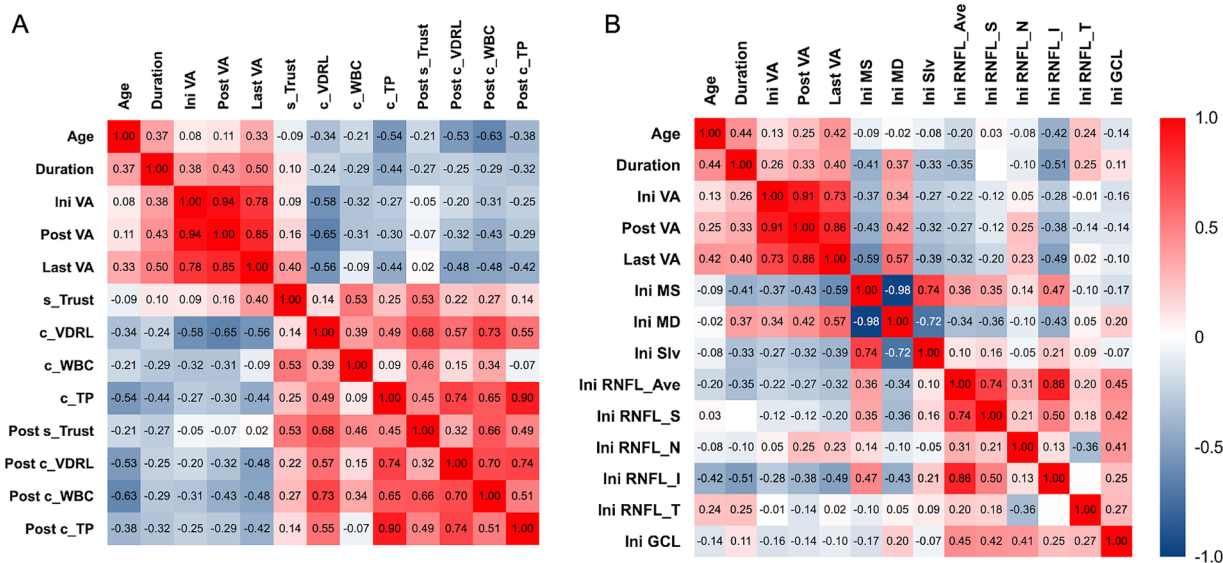 A
Age Duration Ini VA Post VA Last VA s_Trust c_VDRL c_WBC c_TP Post s_Trust Post c_VDRL Post c_WBC Post c_TP
Age 1.00 0.37 0.08 0.11 0.33 -0.09 -0.34 -0.21 -0.54 -0.21 -0.53 -0.63 -0.38
Duration 0.37 1.00 0.38 0.43 0.50 0.10 -0.24 -0.29 -0.44 -0.27 -0.25 -0.29 -0.32
Ini VA 0.08 0.38 1.00 0.94 0.78 0.09 -0.58 -0.32 -0.27 -0.05 -0.20 -0.31 -0.25
Post VA 0.11 0.43 0.94 1.00 0.85 0.16 -0.65 -0.31 -0.30 -0.07 -0.32 -0.43 -0.29
Last VA 0.33 0.50 0.78 0.85 1.00 0.40 -0.56 -0.09 -0.44 0.02 -0.48 -0.48 -0.42
s_Trust -0.09 0.10 0.09 0.16 0.40 1.00 0.14 0.53 0.25 0.53 0.22 0.27 0.14
c_VDRL -0.34 -0.24 -0.58 -0.65 -0.56 0.14 1.00 0.39 0.49 0.68 0.57 0.73 0.55
c_WBC -0.21 -0.29 -0.32 -0.31 -0.09 0.53 0.39 1.00 0.09 0.46 0.15 0.34 -0.07
c_TP -0.54 -0.44 -0.27 -0.30 -0.44 0.25 0.49 0.09 1.00 0.45 0.74 0.65 0.90
Post s_Trust -0.21 -0.27 -0.05 -0.07 0.02 0.53 0.68 0.46 0.45 1.00 0.32 0.66 0.49
Post c_VDRL -0.53 -0.25 -0.20 -0.32 -0.48 0.22 0.57 0.15 0.74 0.32 1.00 0.70 0.74
Post c_WBC -0.63 -0.29 -0.31 -0.43 -0.48 0.27 0.73 0.34 0.65 0.66 0.70 1.00 0.51
Post c_TP -0.38 -0.32 -0.25 -0.29 -0.42 0.14 0.55 -0.07 0.90 0.49 0.74 0.51 1.00
B
Age Duration Ini VA Post VA Last VA Ini MS Ini MD Ini Slv Ini RNFL_Ave Ini RNFL_S Ini RNFL_N Ini RNFL_I Ini RNFL_T Ini GCL
Age 1.00 0.44 0.13 0.25 0.42 -0.09 -0.02 -0.08 -0.20 0.03 -0.08 -0.42 0.24 -0.14
Duration 0.44 1.00 0.26 0.33 0.40 -0.41 0.37 -0.33 -0.35 -0.10 -0.51 0.25 0.11
Ini VA 0.13 0.26 1.00 0.91 0.73 -0.37 0.34 -0.27 -0.22 -0.12 0.05 -0.28 -0.01 -0.16
Post VA 0.25 0.33 0.91 1.00 0.86 -0.43 0.42 -0.32 -0.27 -0.12 0.25 -0.38 -0.14 -0.14
Last VA 0.42 0.40 0.73 0.86 1.00 -0.59 0.57 -0.39 -0.32 -0.20 0.23 -0.49 0.02 -0.10
Ini MS -0.09 -0.41 -0.37 -0.43 -0.59 1.00 -0.98 0.74 0.36 0.35 0.14 0.47 -0.10 -0.17
Ini MD -0.02 0.37 0.34 0.42 0.57 -0.98 1.00 -0.72 -0.34 -0.36 -0.10 -0.43 0.05 0.20
Ini Slv -0.08 -0.33 -0.27 -0.32 -0.39 0.74 -0.72 1.00 0.10 0.16 -0.05 0.21 0.09 -0.07
Ini RNFL_Ave -0.20 -0.35 -0.22 -0.27 -0.32 0.36 -0.34 0.10 1.00 0.74 0.31 0.86 0.20 0.45
Ini RNFL_S 0.03 -0.12 -0.12 -0.20 0.35 -0.36 0.16 0.74 1.00 0.21 0.50 0.18 0.42
Ini RNFL_N -0.08 -0.10 0.05 0.25 0.23 0.14 -0.10 -0.05 0.31 0.21 1.00 0.13 -0.36 0.41
Ini RNFL_I -0.42 -0.51 -0.28 -0.38 -0.49 0.47 -0.43 0.21 0.86 0.50 0.13 1.00 0.25
Ini RNFL_T 0.24 0.25 -0.01 -0.14 0.02 -0.10 0.05 0.09 0.20 0.18 -0.36 1.00 0.27
Ini GCL -0.14 0.11 -0.16 -0.14 -0.10 -0.17 0.20 -0.07 0.45 0.42 0.41 0.25 0.27 1.00
1.0
0.5
0
-0.5
-1.0